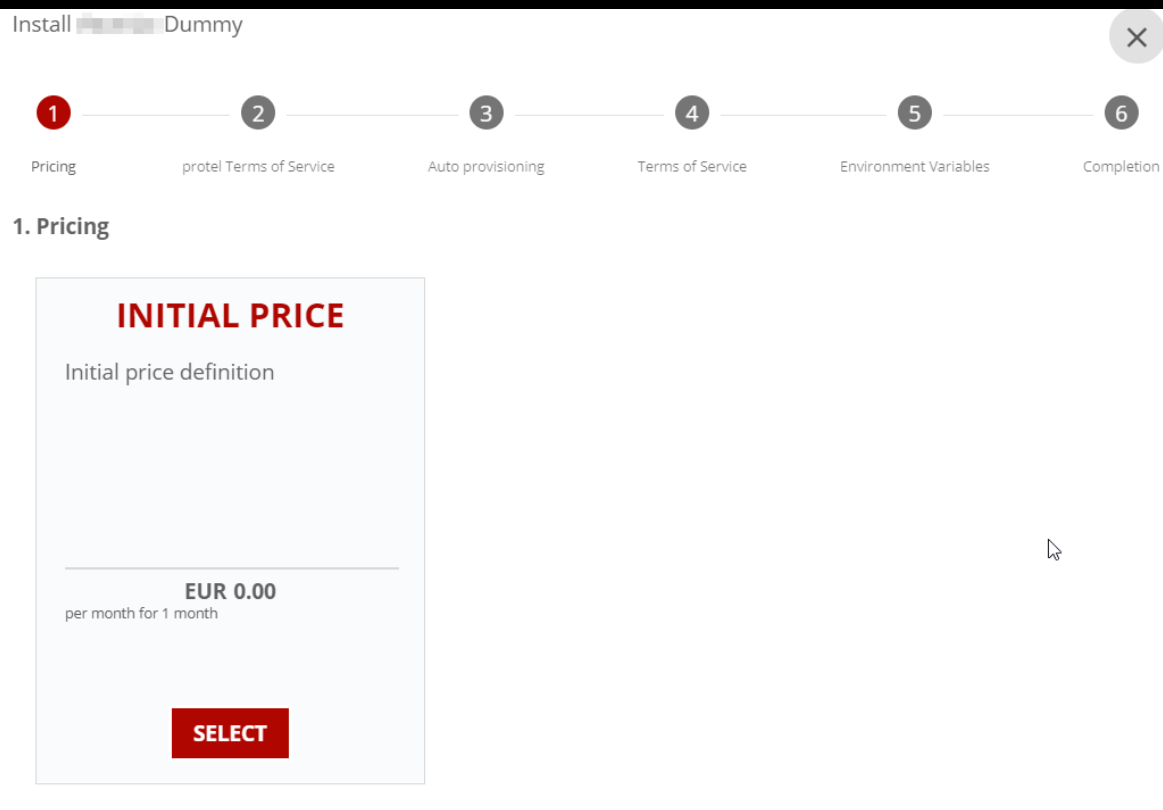 Install Dummy
1 2 3 4 5 6
Pricing protel Terms of Service Auto provisioning Terms of Service Environment Variables Completion
1. Pricing
INITIAL PRICE
Initial price definition
EUR 0.00
per month for 1 month
SELECT